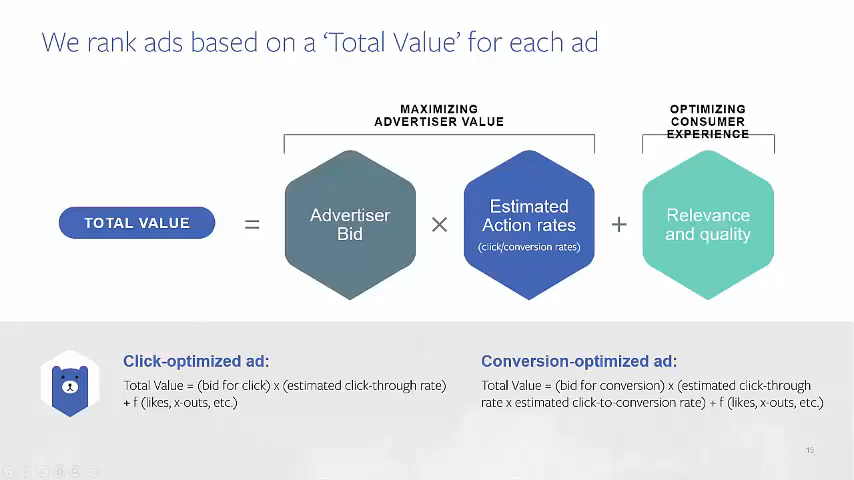 We rank ads based on a ‘Total Value’ for each ad
MAXIMIZING
ADVERTISER VALUE
OPTIMIZING
CONSUMER
EXPERIENCE
TOTAL VALUE
=
Advertiser
Bid
×
Estimated
Action rates
(click/conversion rates)
+
Relevance
and quality
Click-optimized ad:
Total Value = (bid for click) x (estimated click-through rate)
+ f (likes, x-outs, etc.)
Conversion-optimized ad:
Total Value = (bid for conversion) x (estimated click-through
rate x estimated click-to-conversion rate) + f (likes, x-outs, etc.)
15